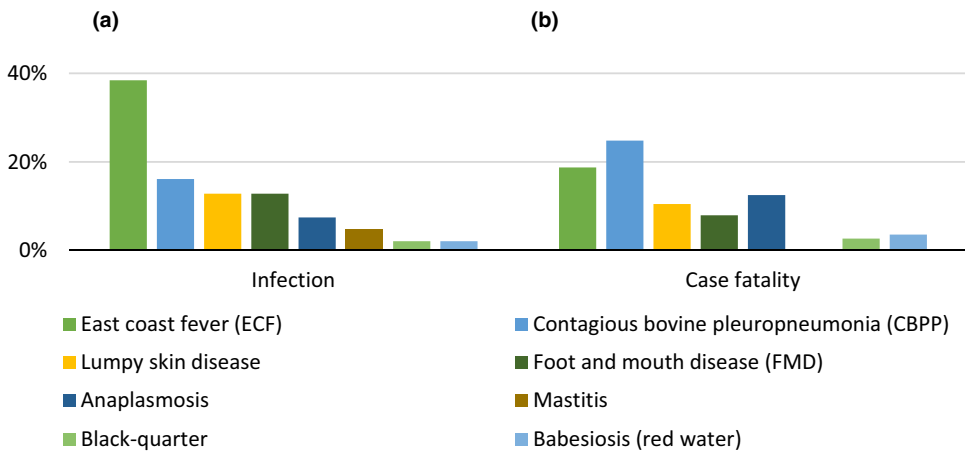 (a) (b)
40%
20%
0%
Infection Case fatality
East coast fever (ECF) Contagious bovine pleuropneumonia (CBPP)
Lumpy skin disease Foot and mouth disease (FMD)
Anaplasmosis Mastitis
Black-quarter Babesiosis (red water)